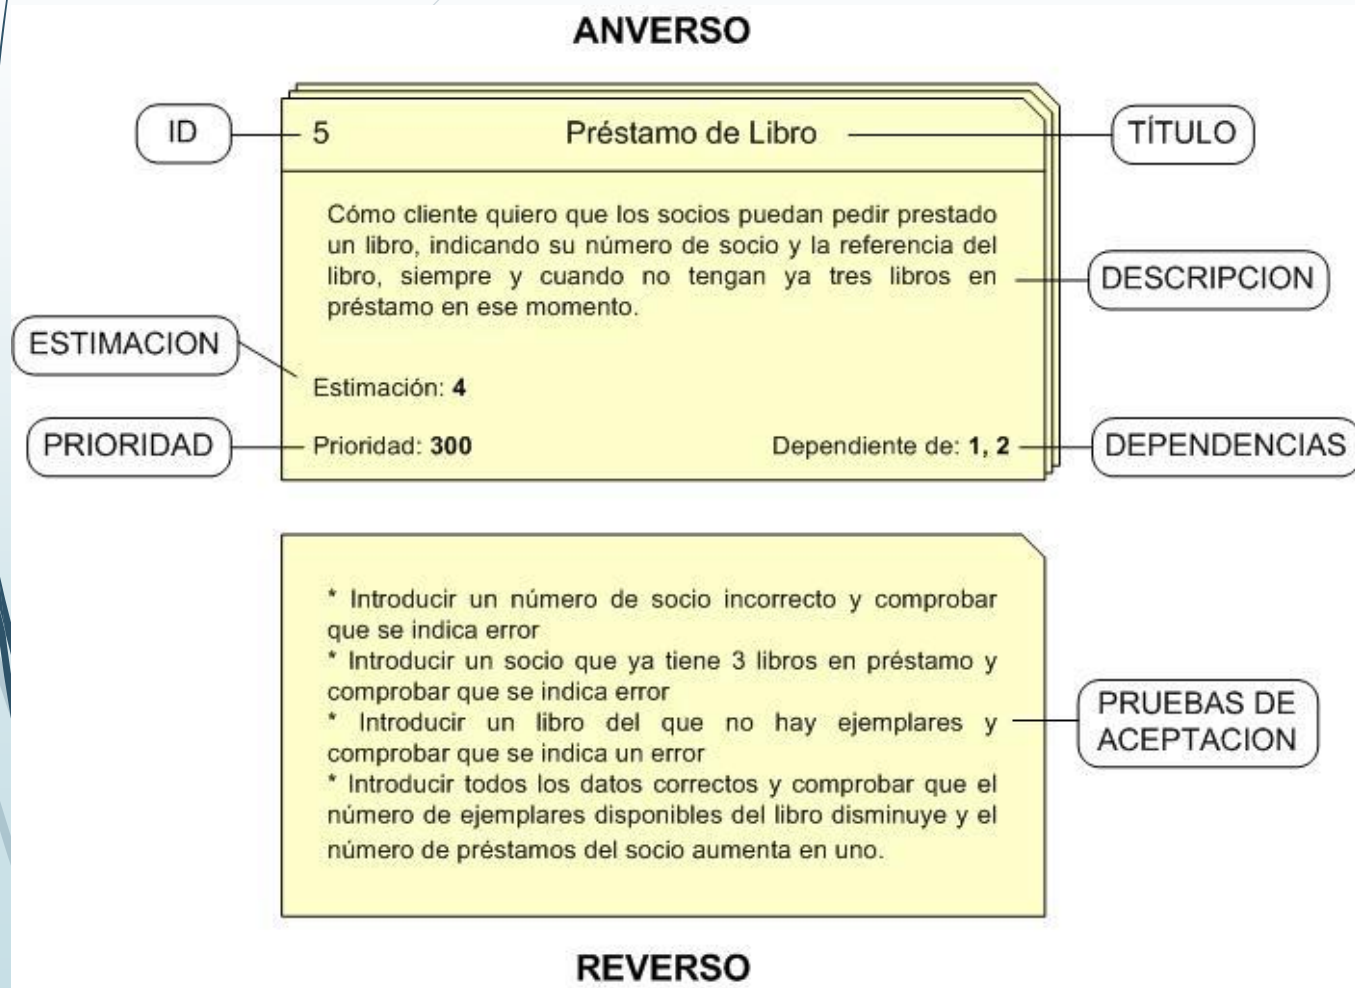 ANVERSO
ID
5
Préstamo de Libro
TÍTULO
Cómo cliente quiero que los socios puedan pedir prestado
un libro, indicando su número de socio y la referencia del
libro, siempre y cuando no tengan ya tres libros en
préstamo en ese momento.
DESCRIPCION
ESTIMACION
Estimación: 4
PRIORIDAD
Prioridad: 300
Dependiente de: 1, 2
DEPENDENCIAS
* Introducir un número de socio incorrecto y comprobar
que se indica error
* Introducir un socio que ya tiene 3 libros en préstamo y
comprobar que se indica error
* Introducir un libro del que no hay ejemplares y
comprobar que se indica un error
* Introducir todos los datos correctos y comprobar que el
número de ejemplares disponibles del libro disminuye y el
número de préstamos del socio aumenta en uno.
PRUEBAS DE
ACEPTACION
REVERSO